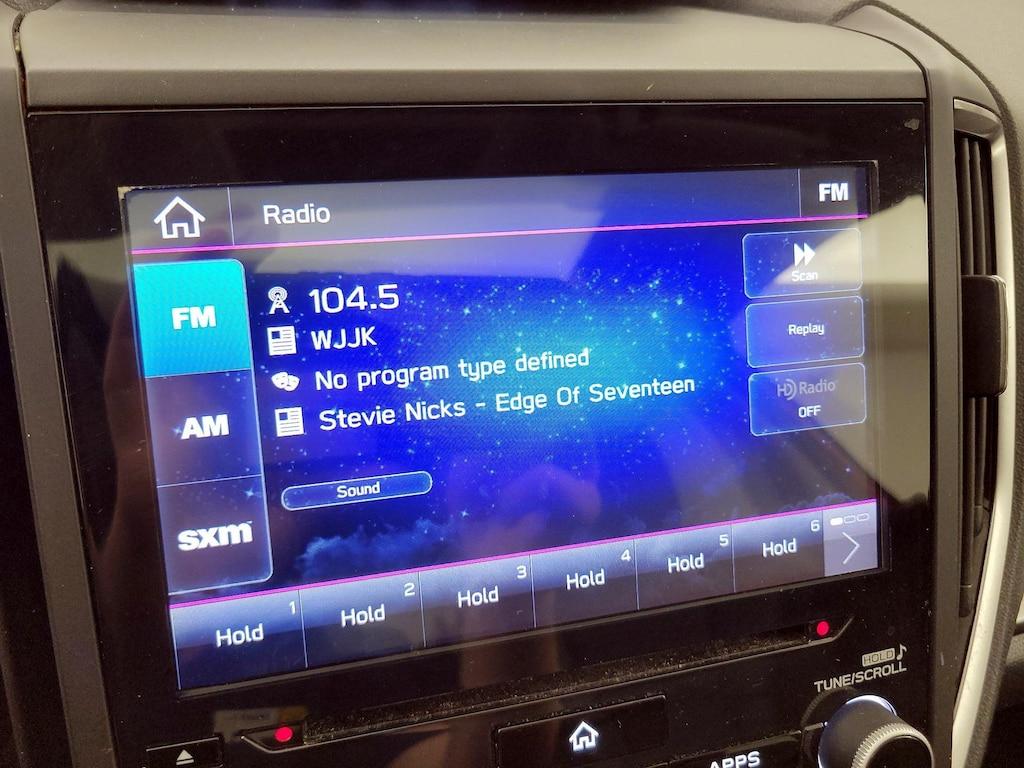 Radio
FM
FM
AM
sxm
104.5
WJJK
No program type defined
Stevie Nicks - Edge Of Seventeen
Sound
Scan
Replay
HD Radio
OFF
1
Hold
2
Hold
3
Hold
4
Hold
5
Hold
6
Hold
HOLD
TUNE/SCROLL
APPS